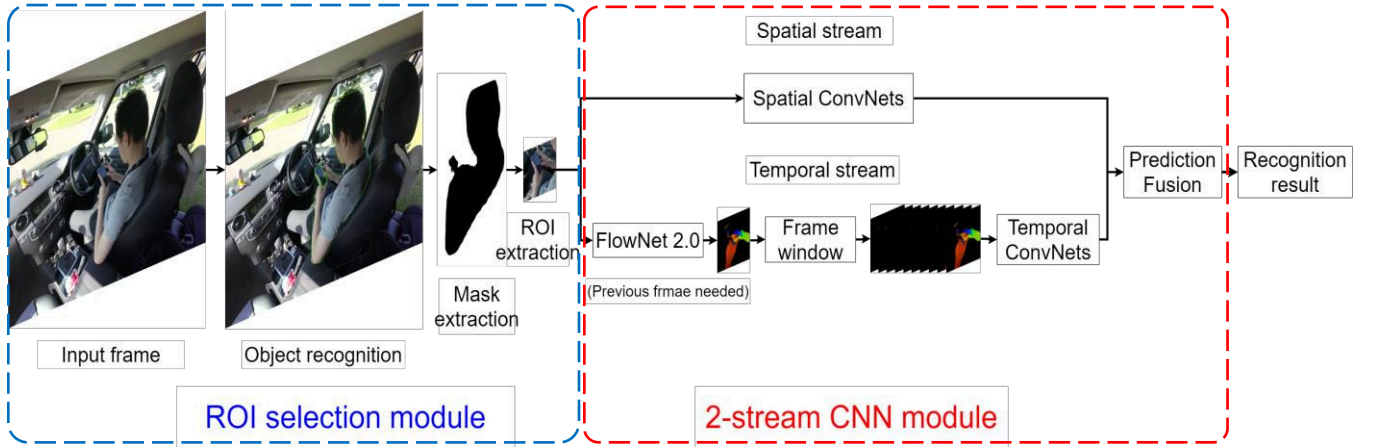 Spatial stream
Spatial ConvNets
Temporal stream
Prediction
Fusion
Recognition
result
ROI
extraction
FlowNet 2.0
Frame
window
Temporal
ConvNets
(Previous frmae needed)
Mask
extraction
Input frame
Object recognition
ROI selection module
2-stream CNN module